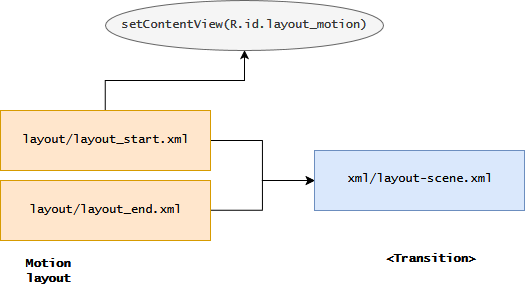 setContentView(R.id.layout_motion)
layout/layout_start.xml
xml/layout-scene.xml
layout/layout_end.xml
Motion
layout
<Transition>